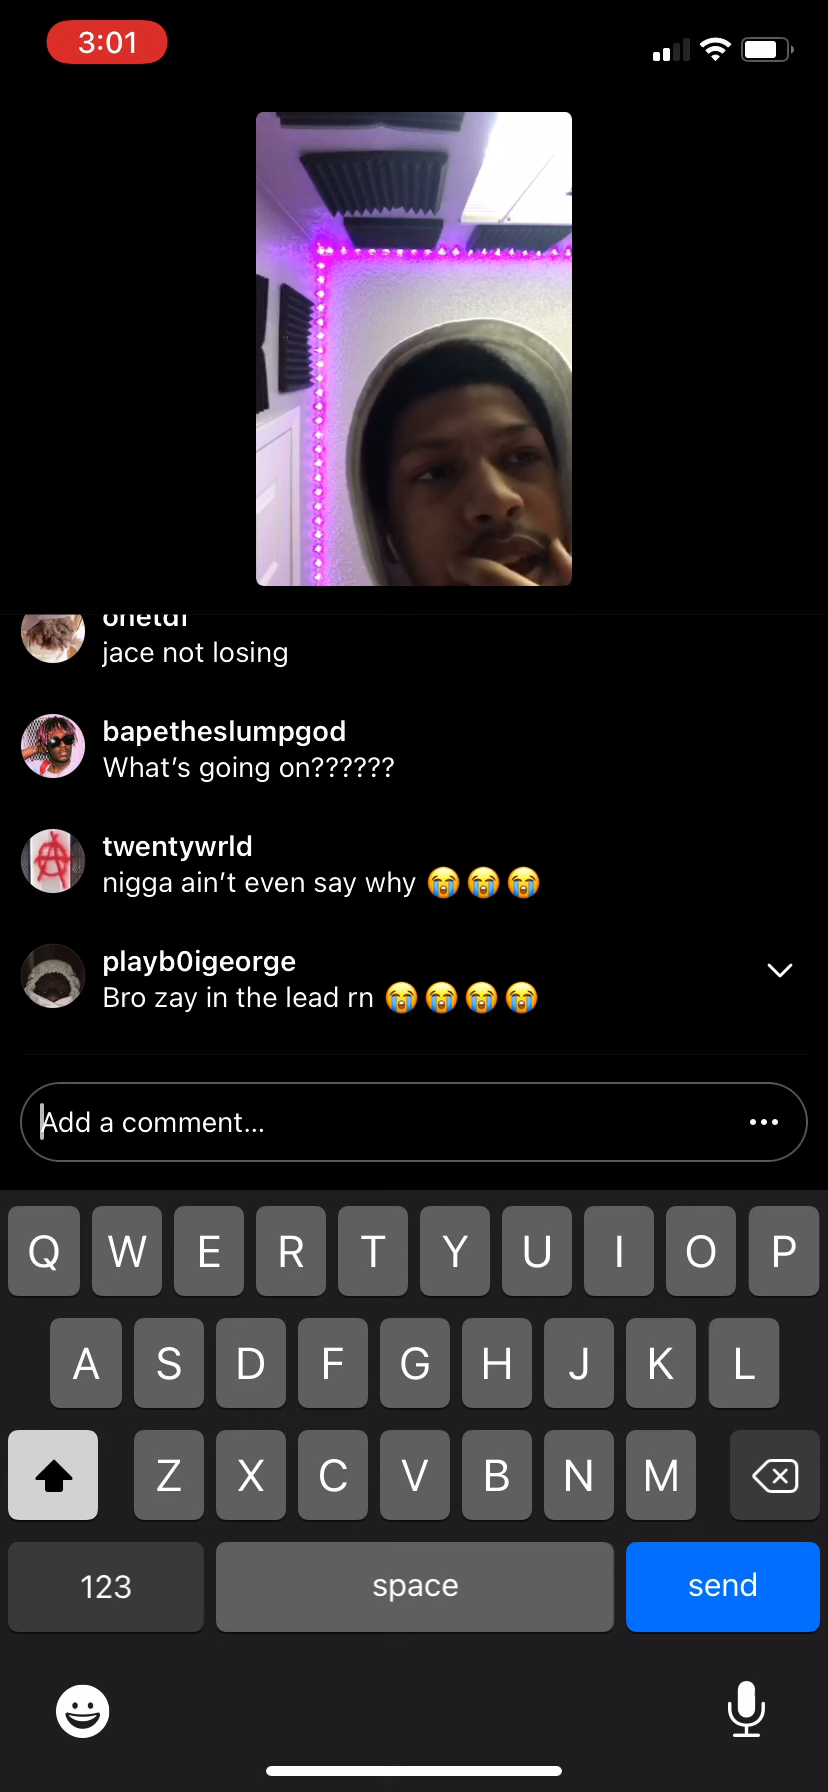 3:01
jace not losing
bapetheslumpgod
What's going on??????
twentywrld
nigga ain't even say why 😭😭😭
playb0igeorge
Bro zay in the lead rn 😭😭😭😭
Add a comment...
Q W E R T Y U I O P
A S D F G H J K L
Z X C V B N M
123 space send